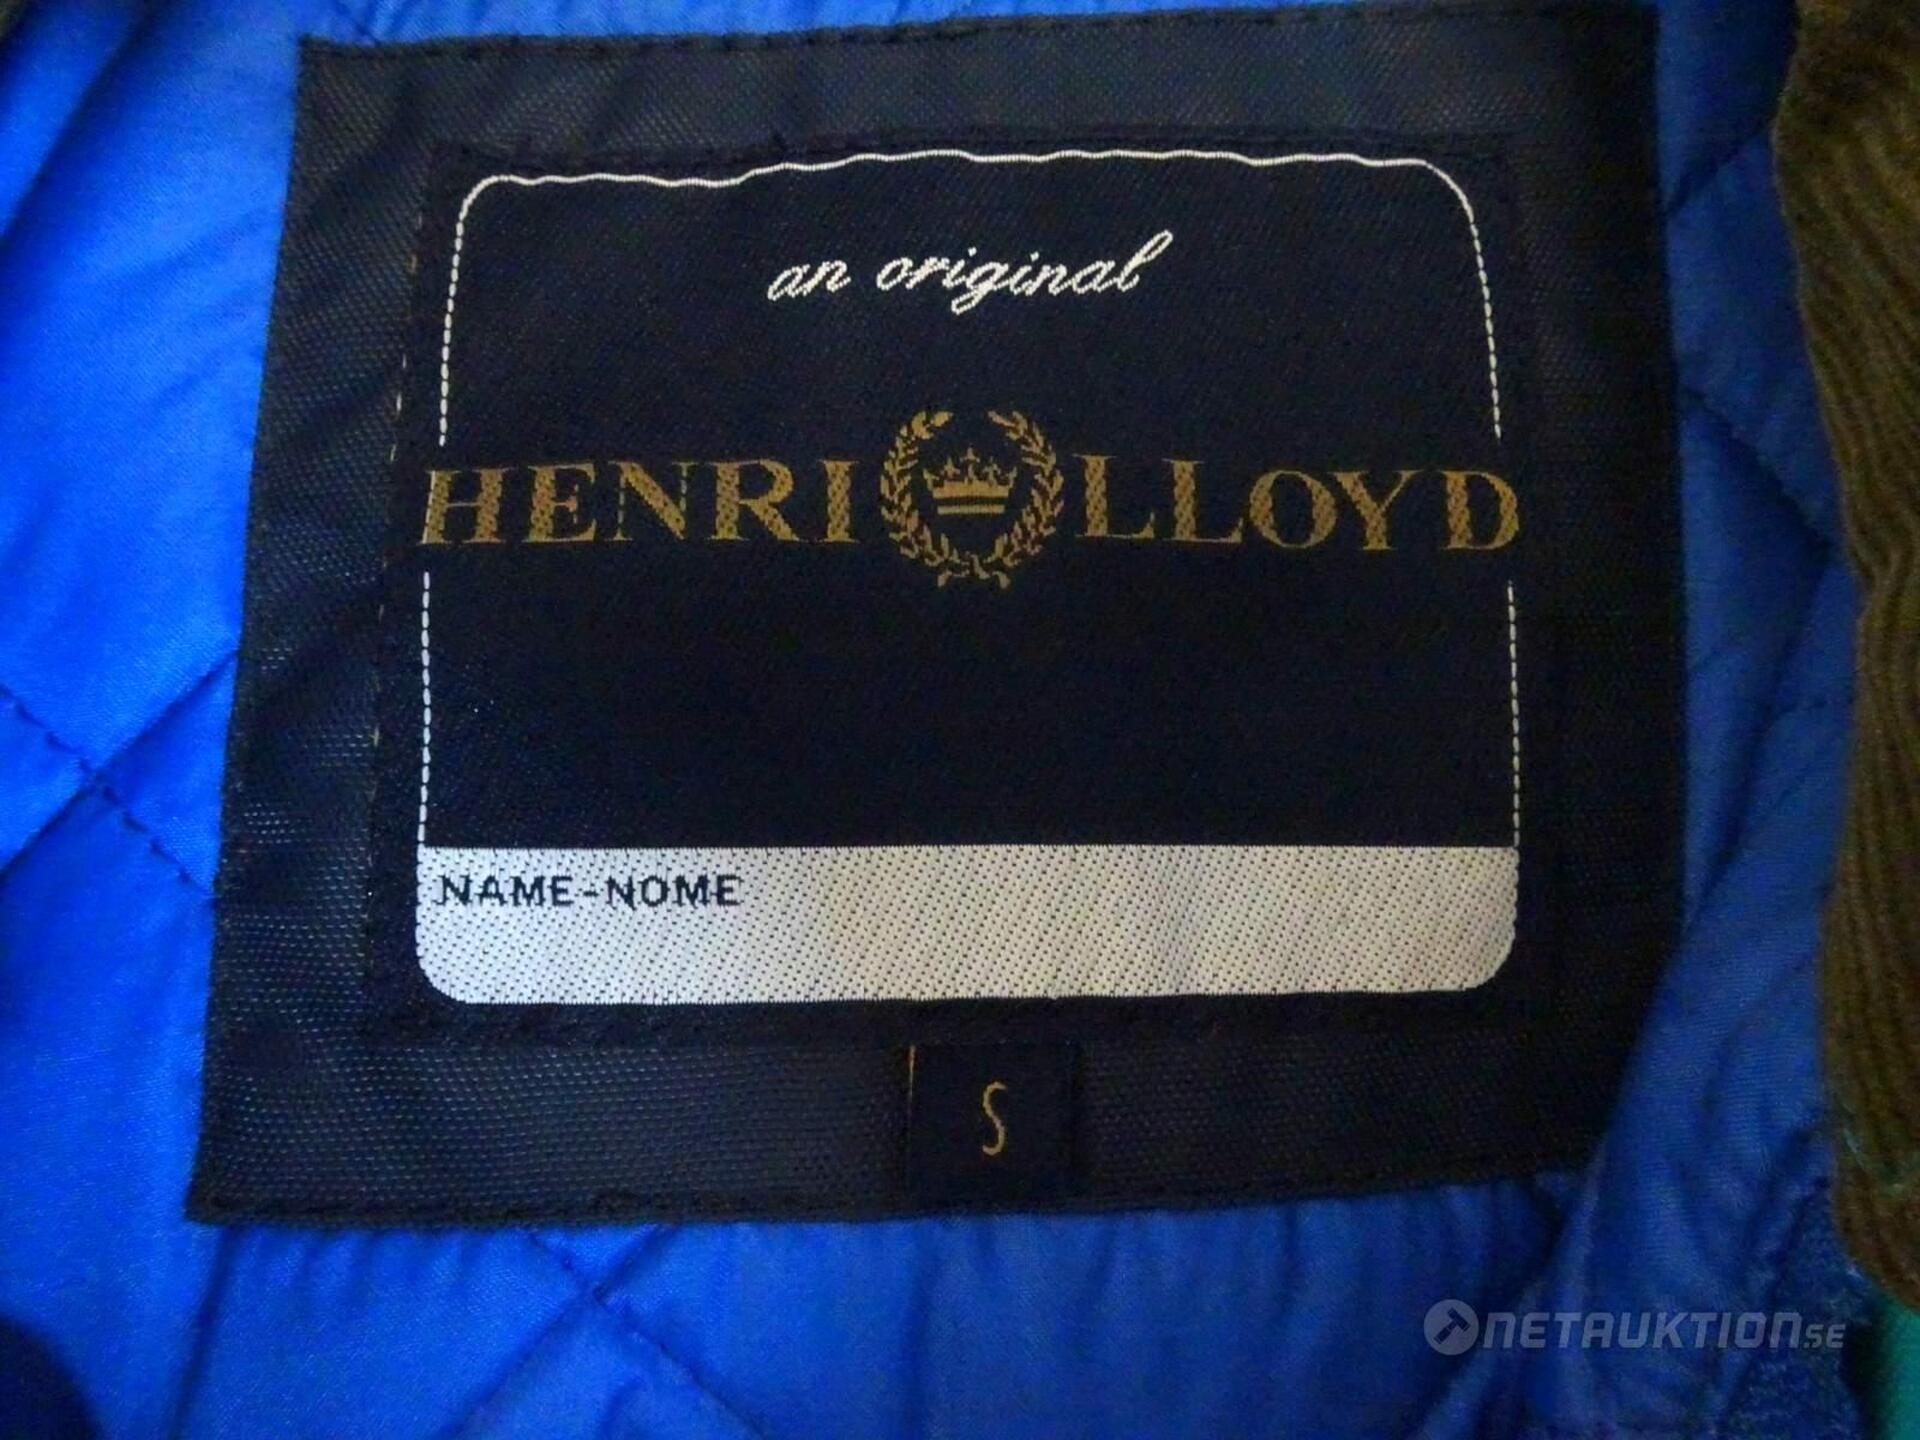 an original
HENRI LLOYD
NAME-NOME
S
NETAUKTION.SE